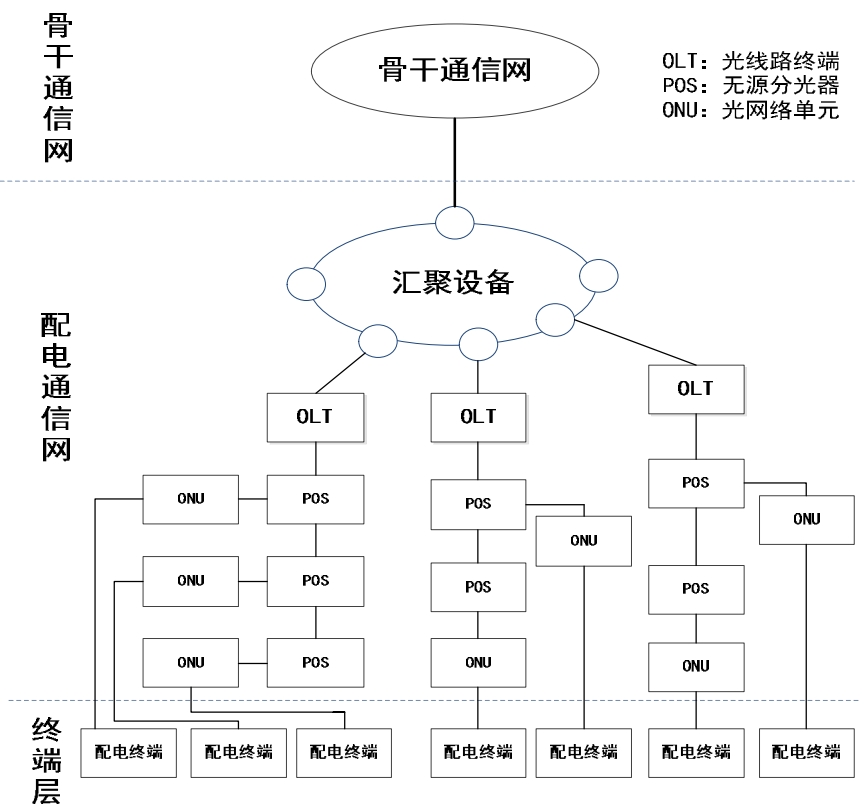 骨干通信网
骨干通信网
OLT：光线路终端
POS：无源分光器
ONU：光网络单元
汇聚设备
配电通信网
OLT
OLT
OLT
ONU
POS
POS
ONU
POS
ONU
ONU
POS
POS
POS
ONU
POS
ONU
ONU
终端层
配电终端
配电终端
配电终端
配电终端
配电终端
配电终端
配电终端